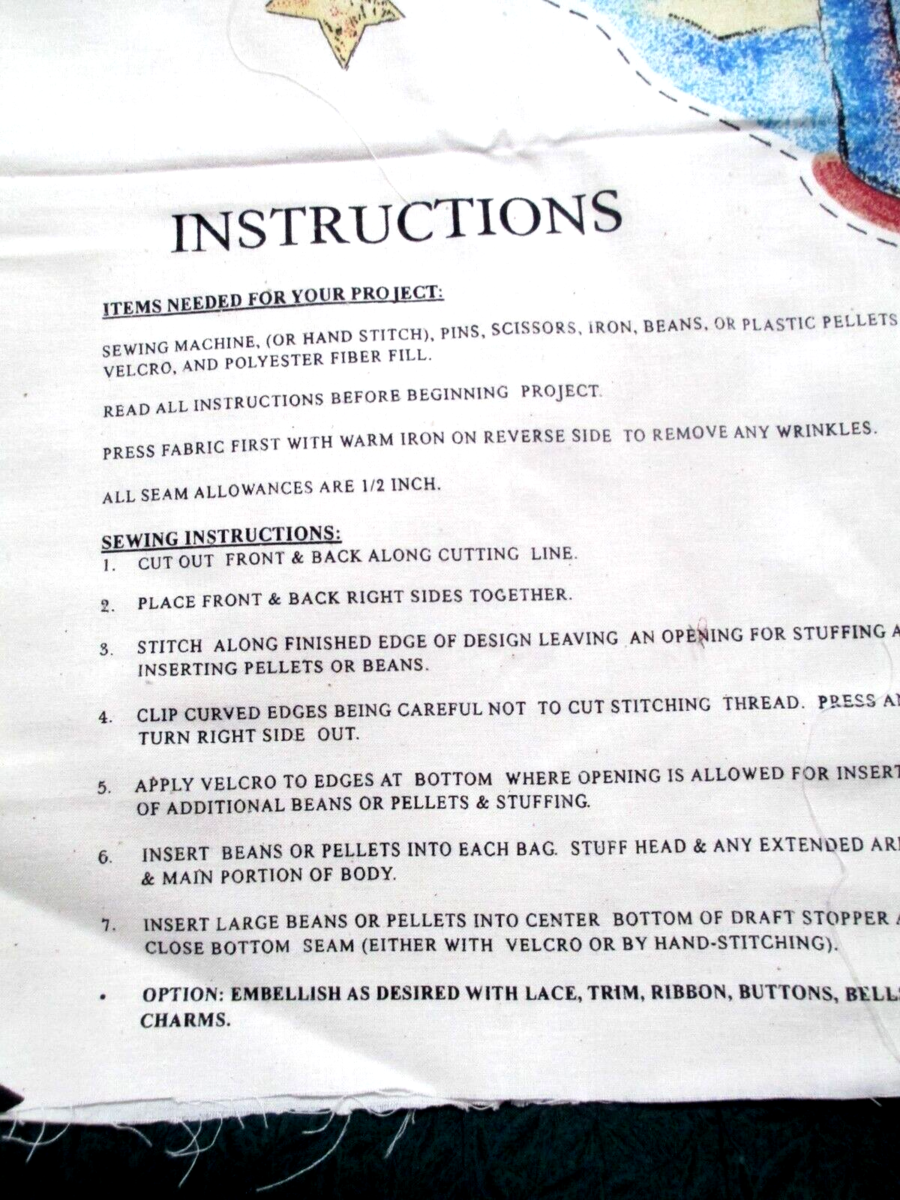 INSTRUCTIONS
ITEMS NEEDED FOR YOUR PROJECT:
SEWING MACHINE, (OR HAND STITCH), PINS, SCISSORS, IRON, BEANS, OR PLASTIC PELLETS
VELCRO, AND POLYESTER FIBER FILL.
READ ALL INSTRUCTIONS BEFORE BEGINNING PROJECT.
PRESS FABRIC FIRST WITH WARM IRON ON REVERSE SIDE TO REMOVE ANY WRINKLES.
ALL SEAM ALLOWANCES ARE 1/2 INCH.
SEWING INSTRUCTIONS:
1. CUT OUT FRONT & BACK ALONG CUTTING LINE.
2. PLACE FRONT & BACK RIGHT SIDES TOGETHER.
3. STITCH ALONG FINISHED EDGE OF DESIGN LEAVING AN OPENING FOR STUFFING
INSERTING PELLETS OR BEANS.
4. CLIP CURVED EDGES BEING CAREFUL NOT TO CUT STITCHING THREAD. PRESS
TURN RIGHT SIDE OUT.
5. APPLY VELCRO TO EDGES AT BOTTOM WHERE OPENING IS ALLOWED FOR INSERT
OF ADDITIONAL BEANS OR PELLETS & STUFFING.
6. INSERT BEANS OR PELLETS INTO EACH BAG. STUFF HEAD & ANY EXTENDED
& MAIN PORTION OF BODY.
7. INSERT LARGE BEANS OR PELLETS INTO CENTER BOTTOM OF DRAFT STOPPER
CLOSE BOTTOM SEAM (EITHER WITH VELCRO OR BY HAND-STITCHING).
• OPTION: EMBELLISH AS DESIRED WITH LACE, TRIM, RIBBON, BUTTONS, BELLS
CHARMS.